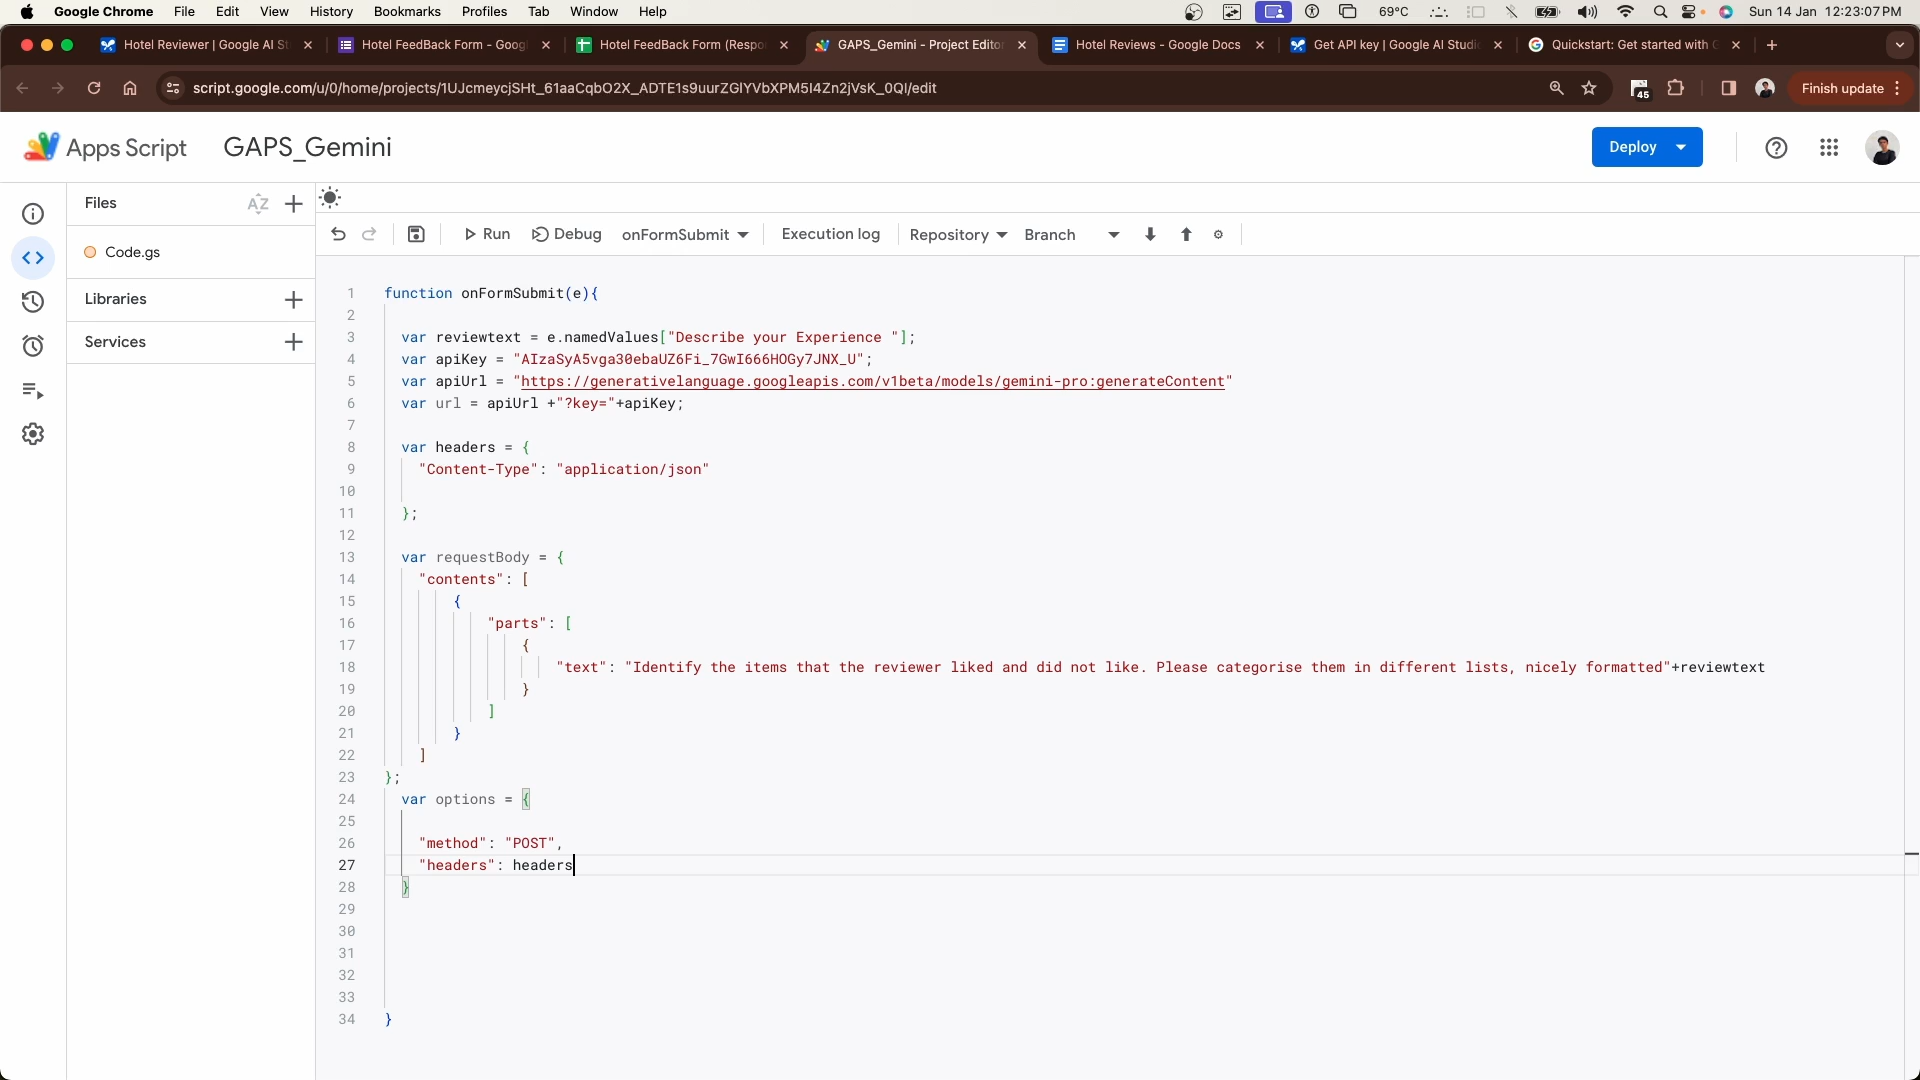 Google Chrome File Edit View History Bookmarks Profiles Tab Window Help 69°C Sun 14 Jan 12:23:07 PM
Hotel Reviewer | Google AI St Hotel FeedBack Form - Goog Hotel FeedBack Form (Respo GAPS_Gemini - Project Editor Hotel Reviews - Google Docs Get API key | Google AI Studi Quickstart: Get started with G
script.google.com/u/0/home/projects/1UJcmeycjSHt_61aaCqbO2X_ADTE1s9uurZGlYVbXPM5I4Zn2jVsK_0Ql/edit 45 Finish update
Apps Script GAPS_Gemini Deploy
Files AZ
Run Debug onFormSubmit Execution log Repository Branch
Code.gs
Libraries
Services
1 function onFormSubmit(e){
2
3 var reviewtext = e.namedValues["Describe your Experience "];
4 var apiKey = "AIzaSyA5vga30ebaUZ6Fi_7GwI666HOGy7JNX_U";
5 var apiUrl = "https://generativelanguage.googleapis.com/v1beta/models/gemini-pro:generateContent"
6 var url = apiUrl +"?key="+apiKey;
7
8 var headers = {
9 "Content-Type": "application/json"
10
11 };
12
13 var requestBody = {
14 "contents": [
15 {
16 "parts": [
17 {
18 "text": "Identify the items that the reviewer liked and did not like. Please categorise them in different lists, nicely formatted"+reviewtext
19 }
20 ]
21 }
22 ]
23 };
24 var options = {
25
26 "method": "POST",
27 "headers": headers
28 }
29
30
31
32
33
34 }